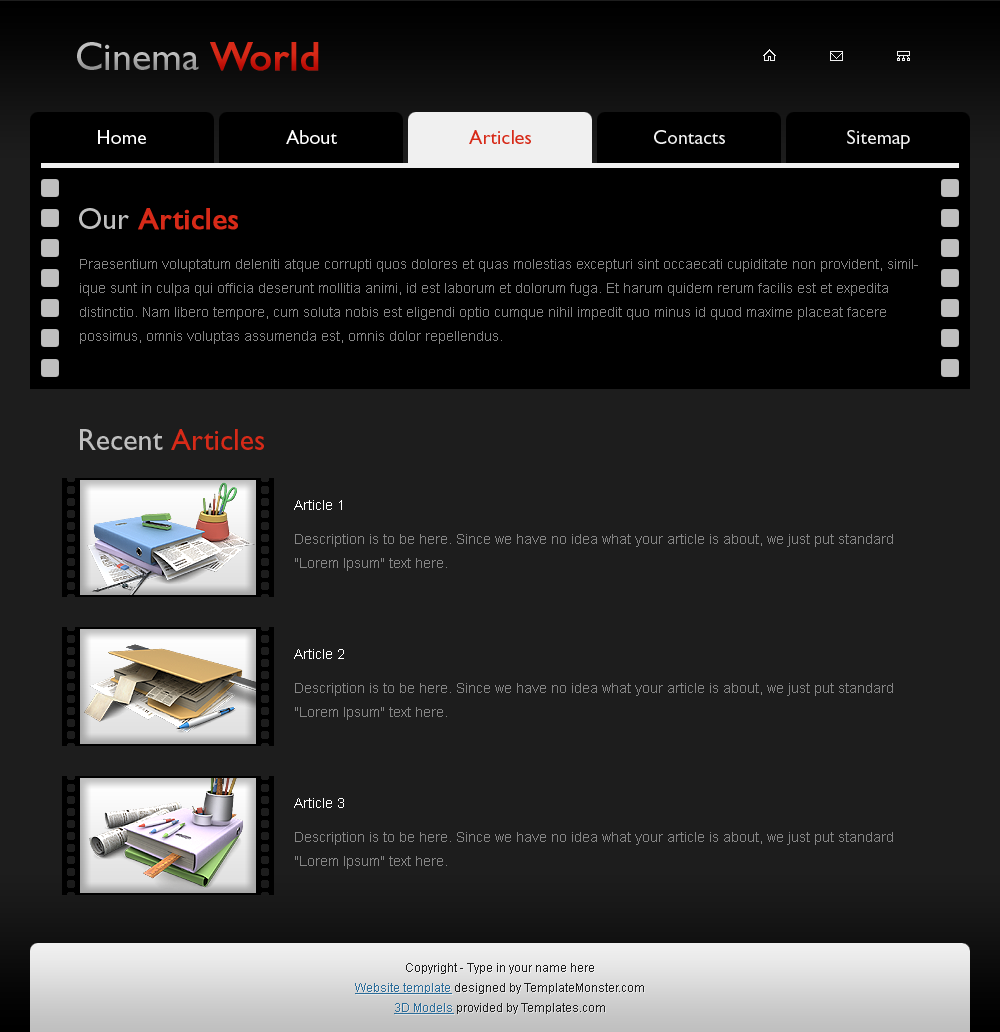 Cinema World
Home
About
Articles
Contacts
Sitemap
Our Articles
Praesentium voluptatum deleniti atque corrupti quos dolores et quas molestias excepturi sint occaecati cupiditate non provident, simil-
ique sunt in culpa qui officia deserunt mollitia animi, id est laborum et dolorum fuga. Et harum quidem rerum facilis est et expedita
distinctio. Nam libero tempore, cum soluta nobis est eligendi optio cumque nihil impedit quo minus id quod maxime placeat facere
possimus, omnis voluptas assumenda est, omnis dolor repellendus.
Recent Articles
Article 1
Description is to be here. Since we have no idea what your article is about, we just put standard
"Lorem Ipsum" text here.
Article 2
Description is to be here. Since we have no idea what your article is about, we just put standard
"Lorem Ipsum" text here.
Article 3
Description is to be here. Since we have no idea what your article is about, we just put standard
"Lorem Ipsum" text here.
Copyright - Type in your name here
Website template designed by TemplateMonster.com
3D Models provided by Templates.com